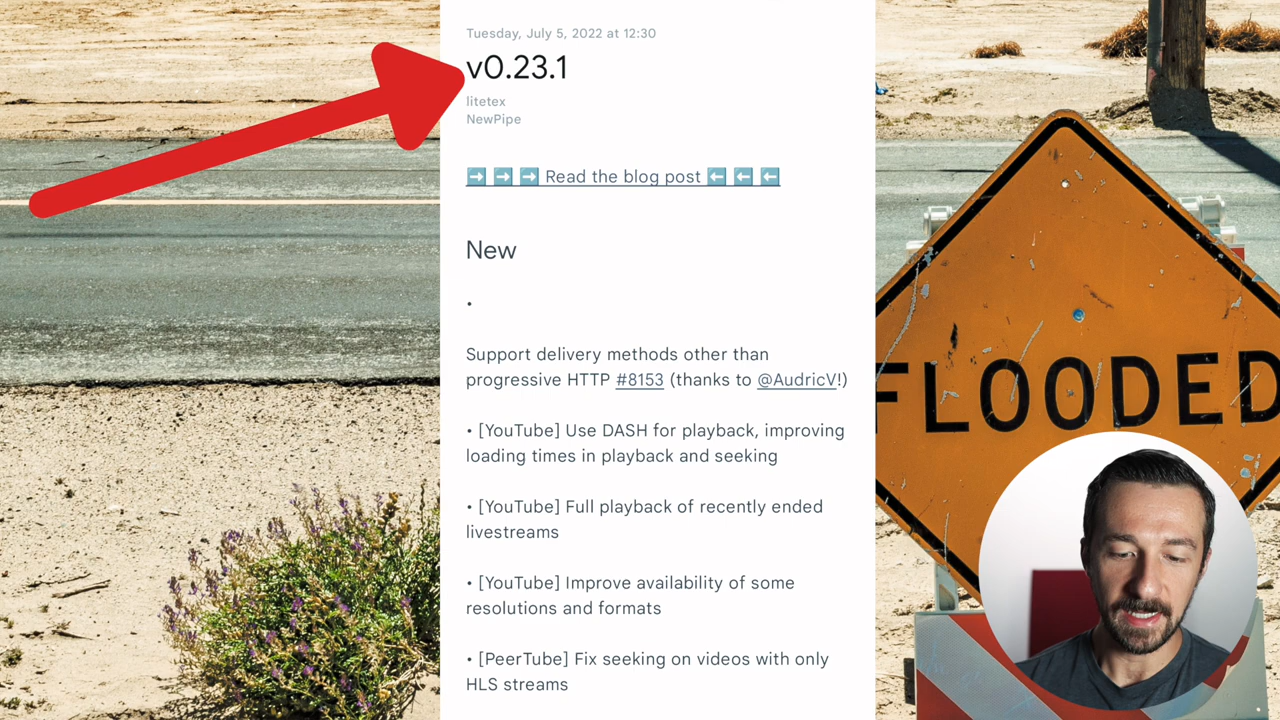 Tuesday, July 5, 2022 at 12:30
v0.23.1
litetex
NewPipe
➡️ ➡️ ➡️ Read the blog post ⬅️ ⬅️ ⬅️
New
•
Support delivery methods other than
progressive HTTP #8153 (thanks to @AudricV!)
• [YouTube] Use DASH for playback, improving
loading times in playback and seeking
• [YouTube] Full playback of recently ended
livestreams
• [YouTube] Improve availability of some
resolutions and formats
• [PeerTube] Fix seeking on videos with only
HLS streams
FLOODED